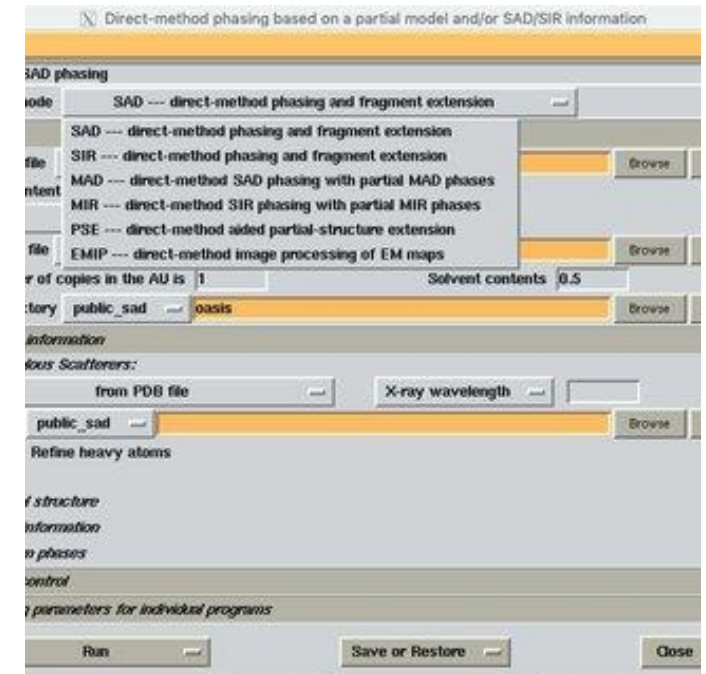 Direct-method phasing based on a partial model and/or SAD/SIR information
SAD phasing
node SAD --- direct-method phasing and fragment extension
SAD --- direct-method phasing and fragment extension
SIR --- direct-method phasing and fragment extension
file Browse
MAD --- direct-method SAD phasing with partial MAD phases
ntent
MIR --- direct-method SIR phasing with partial MIR phases
PSE --- direct-method aided partial-structure extension
file EMIP --- direct-method image processing of EM maps Browse
r of copies in the AU is 1 Solvent contents 0.5
tory public_sad oasis Browse
information
lous Scatterers:
from PDB file X-ray wavelength
public_sad Browse
Refine heavy atoms
l structure
nformation
n phases
control
g parameters for individual programs
Run Save or Restore Close